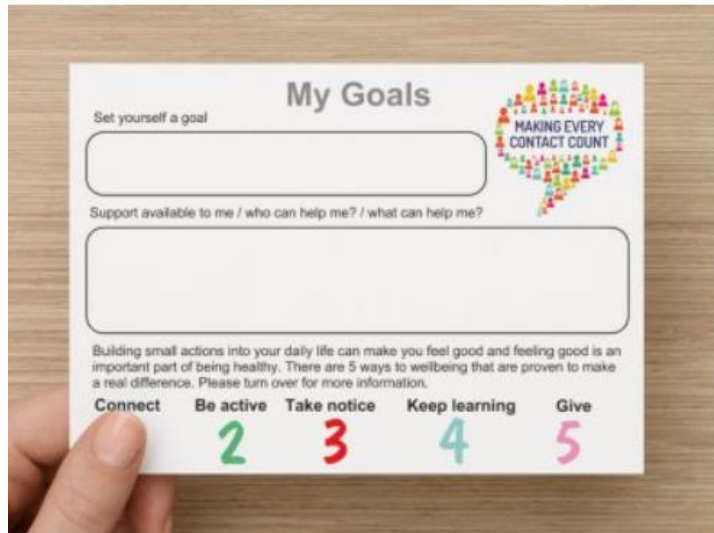 My Goals
Set yourself a goal
MAKING EVERY
CONTACT COUNT
Support available to me / who can help me? / what can help me?
Building small actions into your daily life can make you feel good and feeling good is an
important part of being healthy. There are 5 ways to wellbeing that are proven to make
a real difference. Please turn over for more information.
Connect Be active Take notice Keep learning Give
2 3 4 5